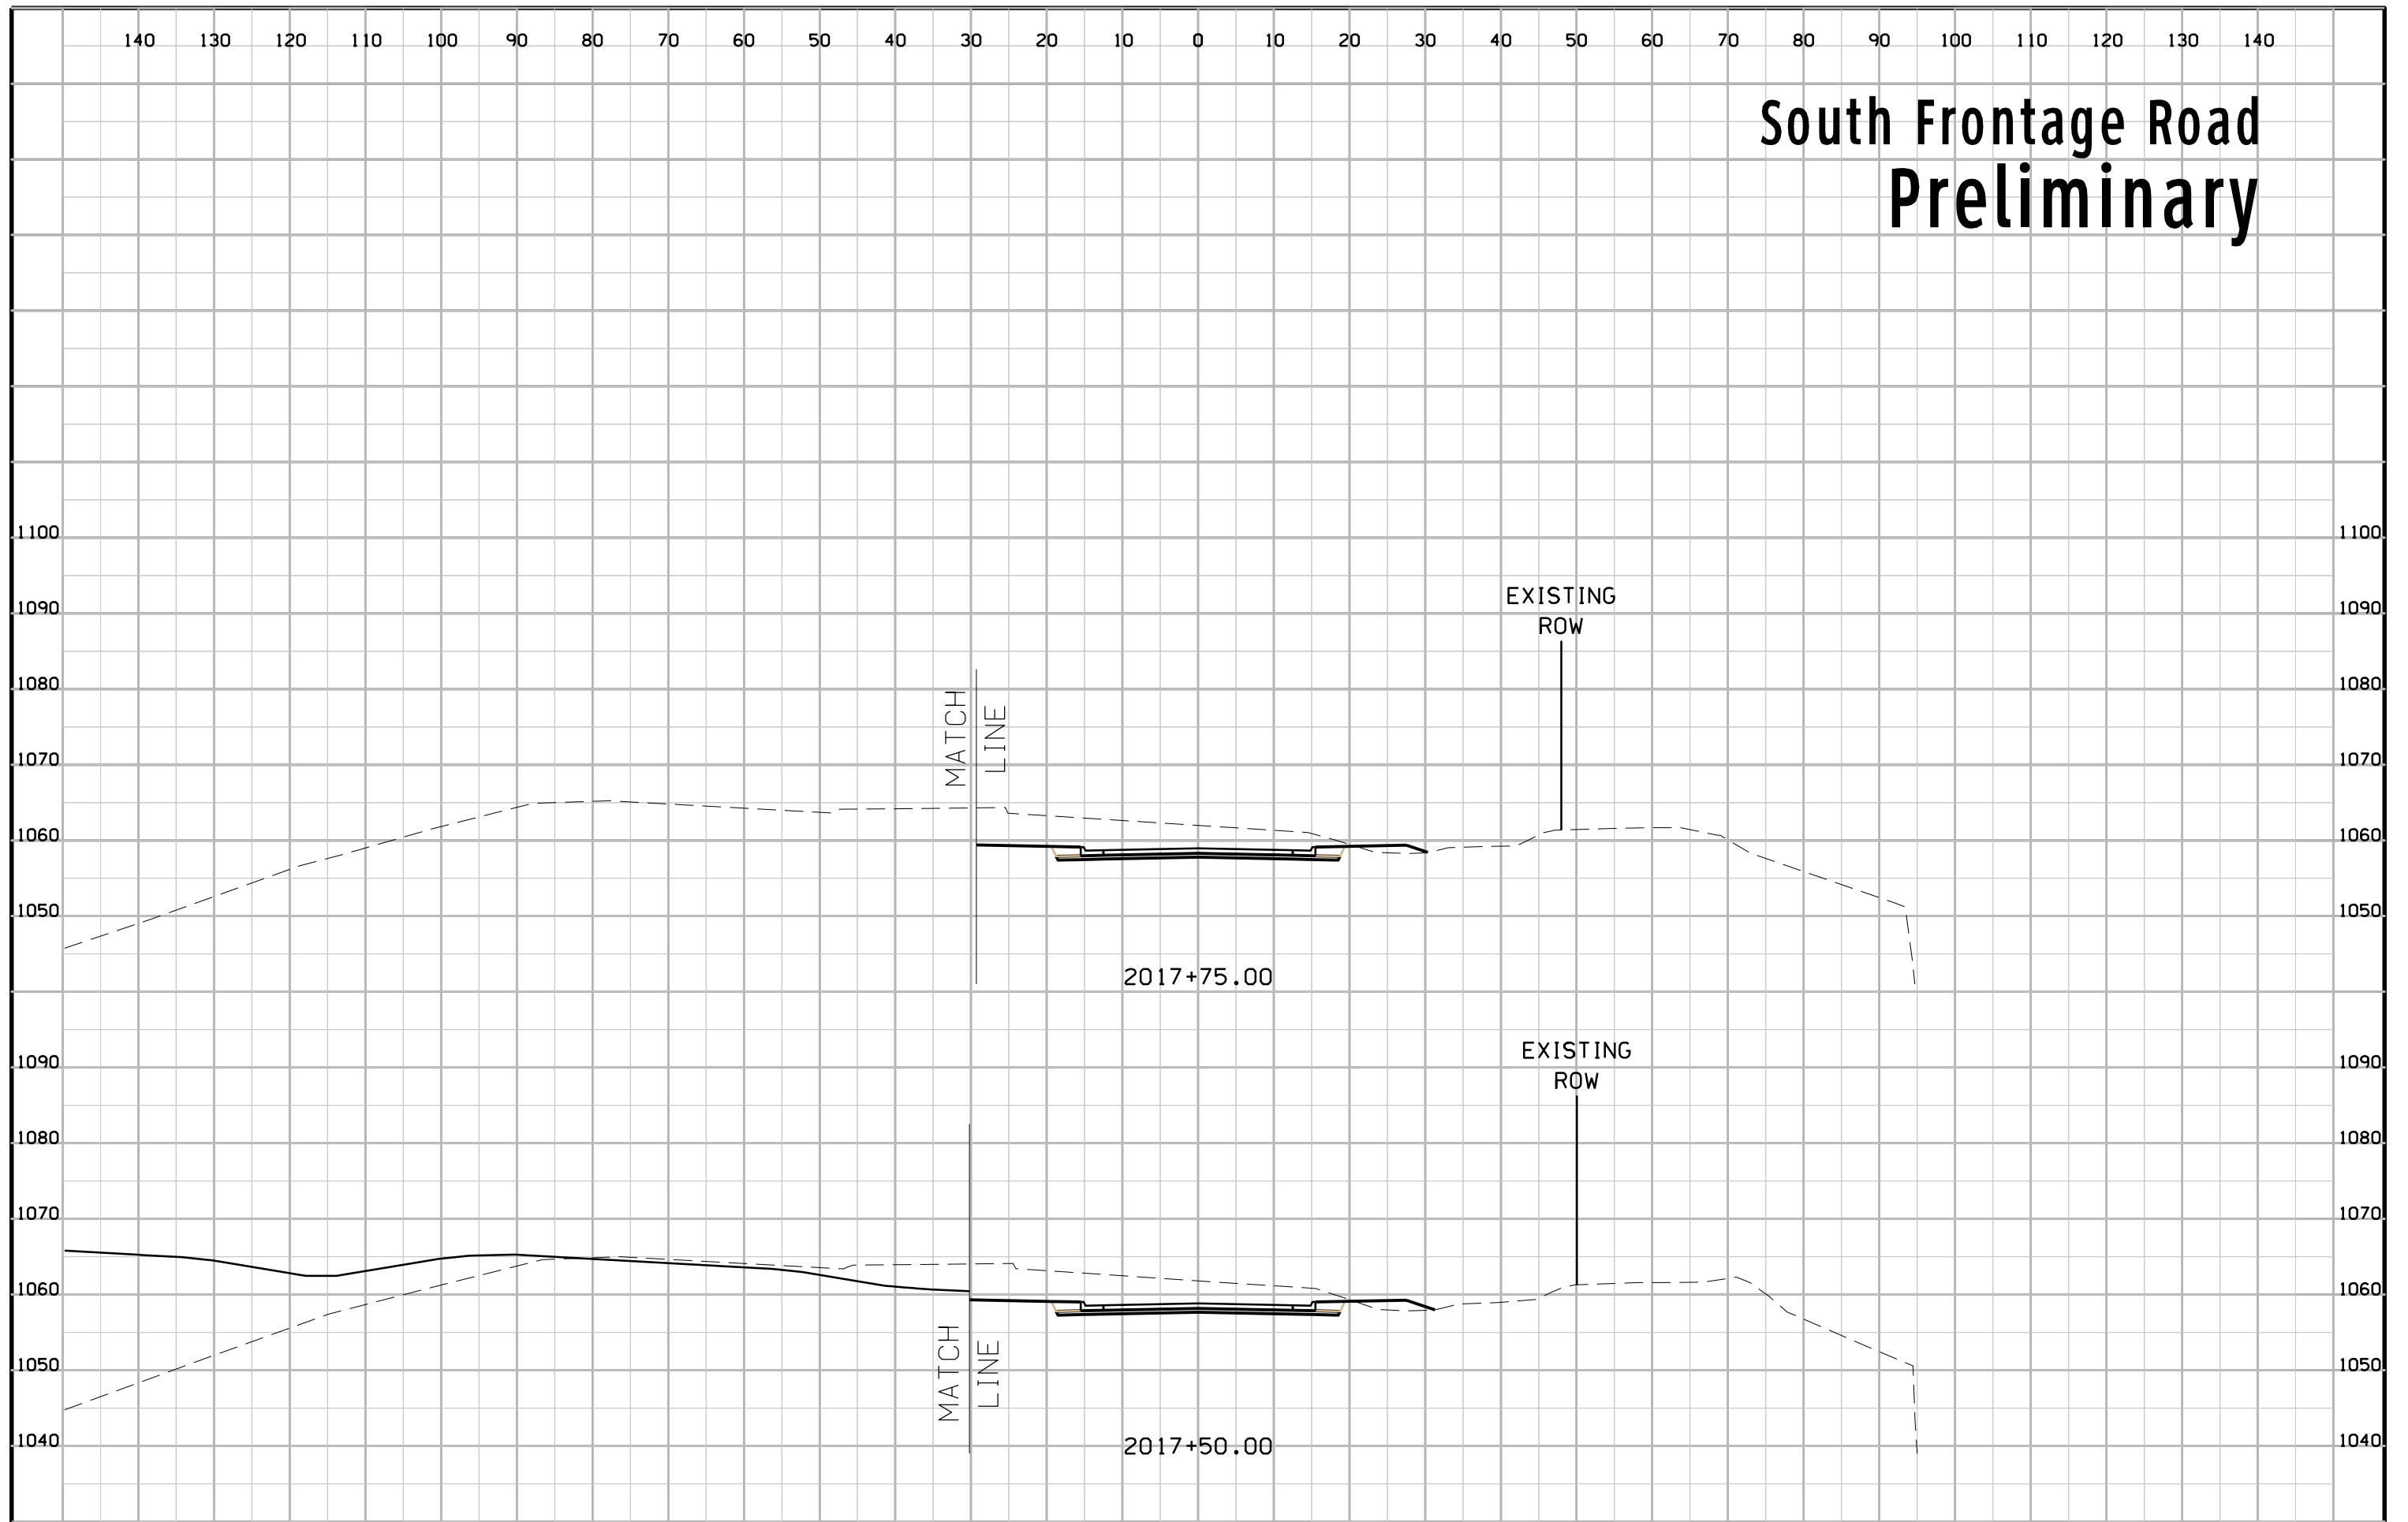 140 130 120 110 100 90 80 70 60 50 40 30 20 10 0 10 20 30 40 50 60 70 80 90 100 110 120 130 140
South Frontage Road
Preliminary
1100 1100
EXISTING
ROW
1090 1090
1080 1080
MATCH
LINE
1070 1070
1060 1060
1050 1050
2017+75.00
EXISTING
ROW
1090 1090
1080 1080
1070 1070
1060 1060
MATCH
LINE
1050 1050
1040 1040
2017+50.00